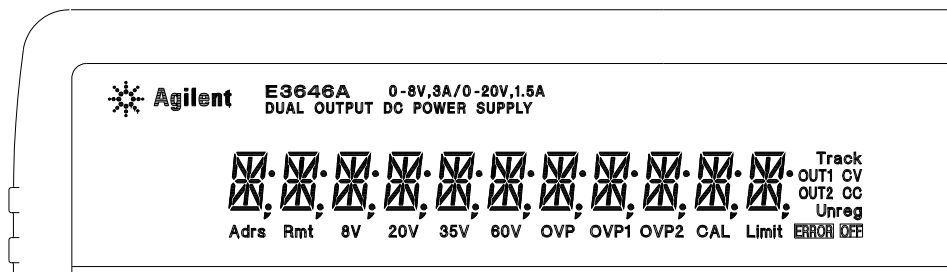 Agilent E3646A 0-8V,3A/0-20V,1.5A
DUAL OUTPUT DC POWER SUPPLY
Track
OUT1 CV
OUT2 CC
Unreg
Adrs Rmt 8V 20V 35V 60V OVP OVP1 OVP2 CAL Limit ERROR OFF